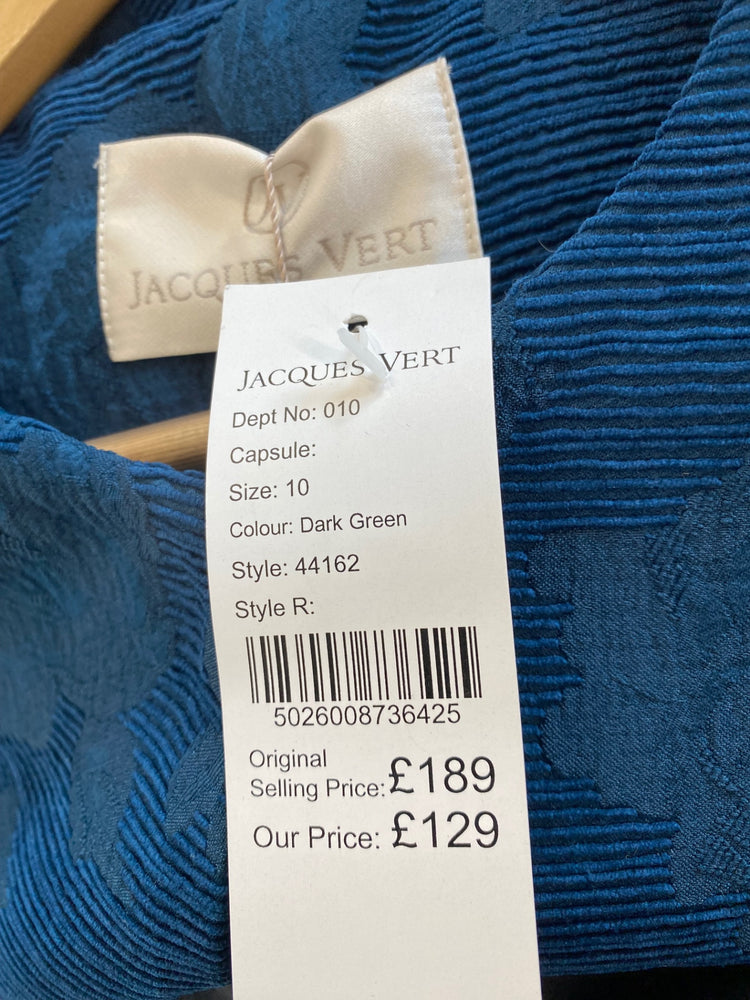 JV
JACQUES VERT
JACQUES VERT
Dept No: 010
Capsule:
Size: 10
Colour: Dark Green
Style: 44162
Style R:
5026008736425
Original
Selling Price: £189
Our Price: £129